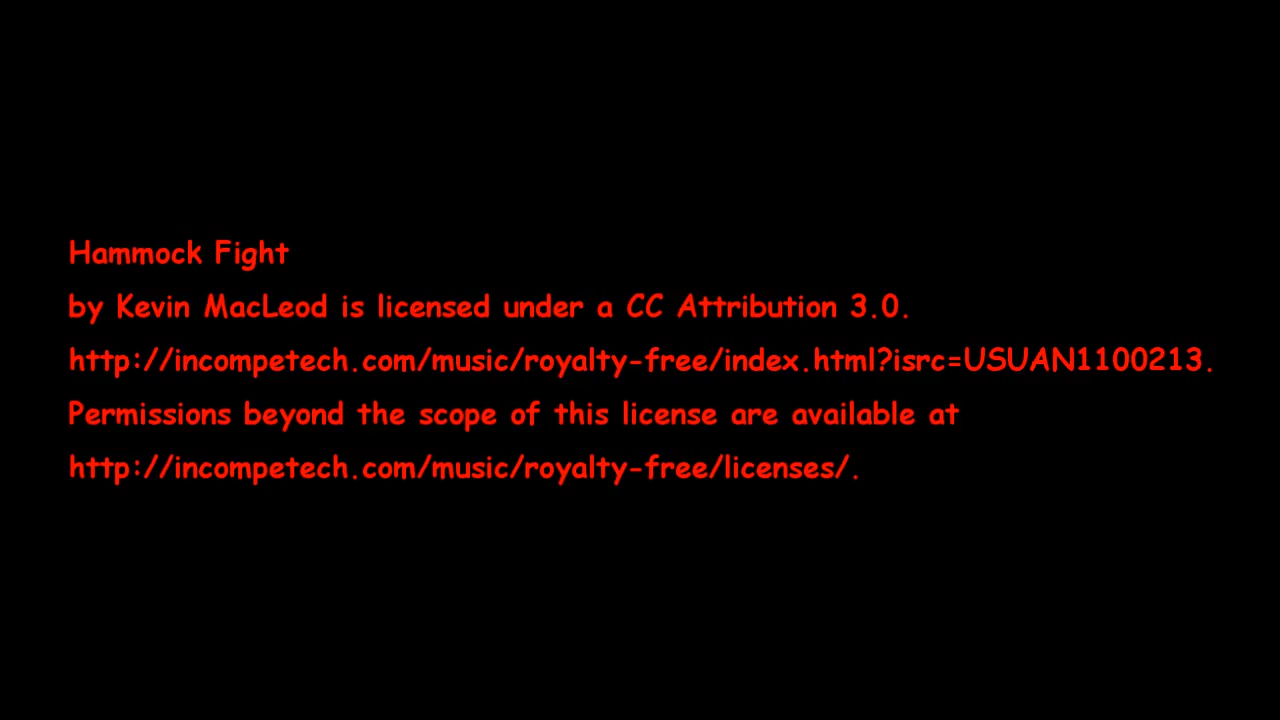 Hammock Fight
by Kevin MacLeod is licensed under a CC Attribution 3.0.
http://incompetech.com/music/royalty-free/index.html?isrc=USUAN1100213.
Permissions beyond the scope of this license are available at
http://incompetech.com/music/royalty-free/licenses/.